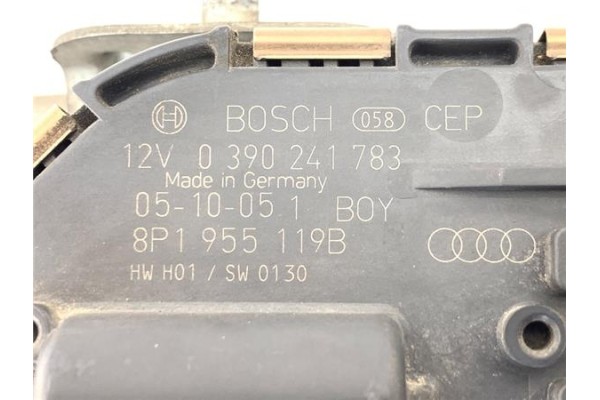 BOSCH 058 CEP
12V 0 390 241 783
Made in Germany
05-10-05 1 BOY
8P1 955 119B
HW H01 / SW 0130